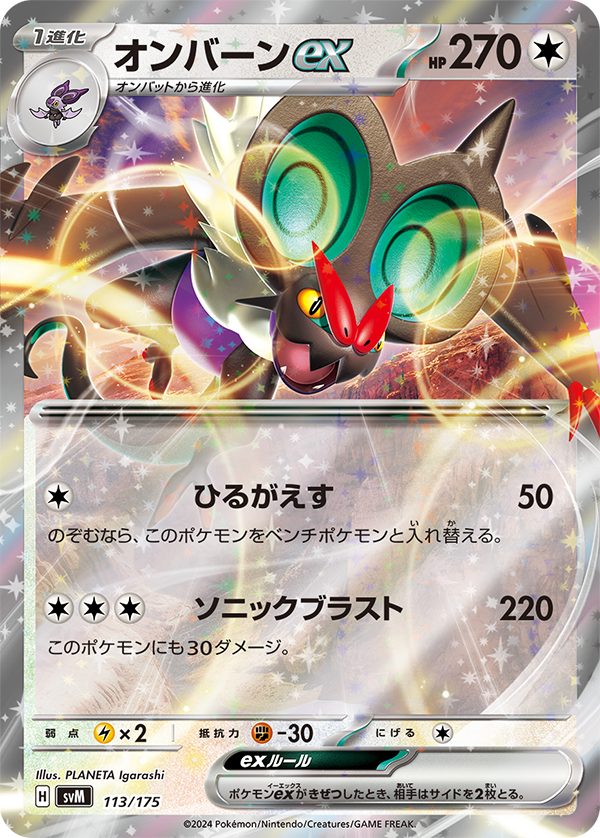 1進化
オンバーンex
HP270
オンバットから進化
ひるがえす 50
のぞむなら、このポケモンをベンチポケモンと入れ替える。
ソニックブラスト 220
このポケモンにも30ダメージ。
弱点 ×2 抵抗力 -30 にげる
exルール
ポケモンexがきぜつしたとき、相手はサイドを2枚とる。
Illus. PLANETA Igarashi
H svM 113/175
©2024 Pokémon/Nintendo/Creatures/GAME FREAK.